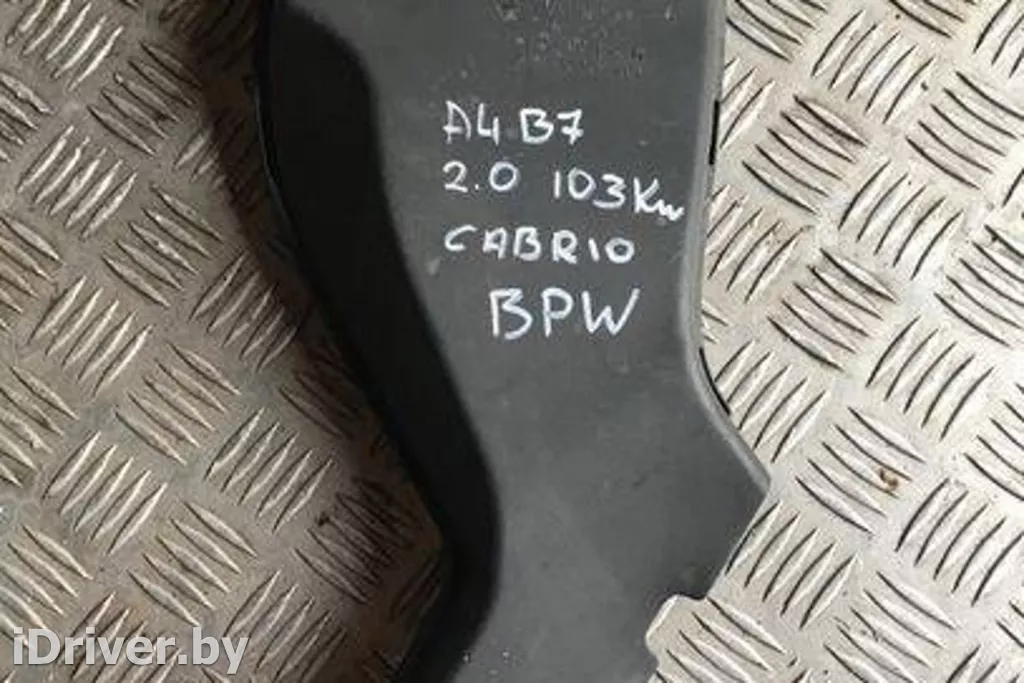 A4 B7
2.0 103Kw
CABRIO
BPW
iDriver.by